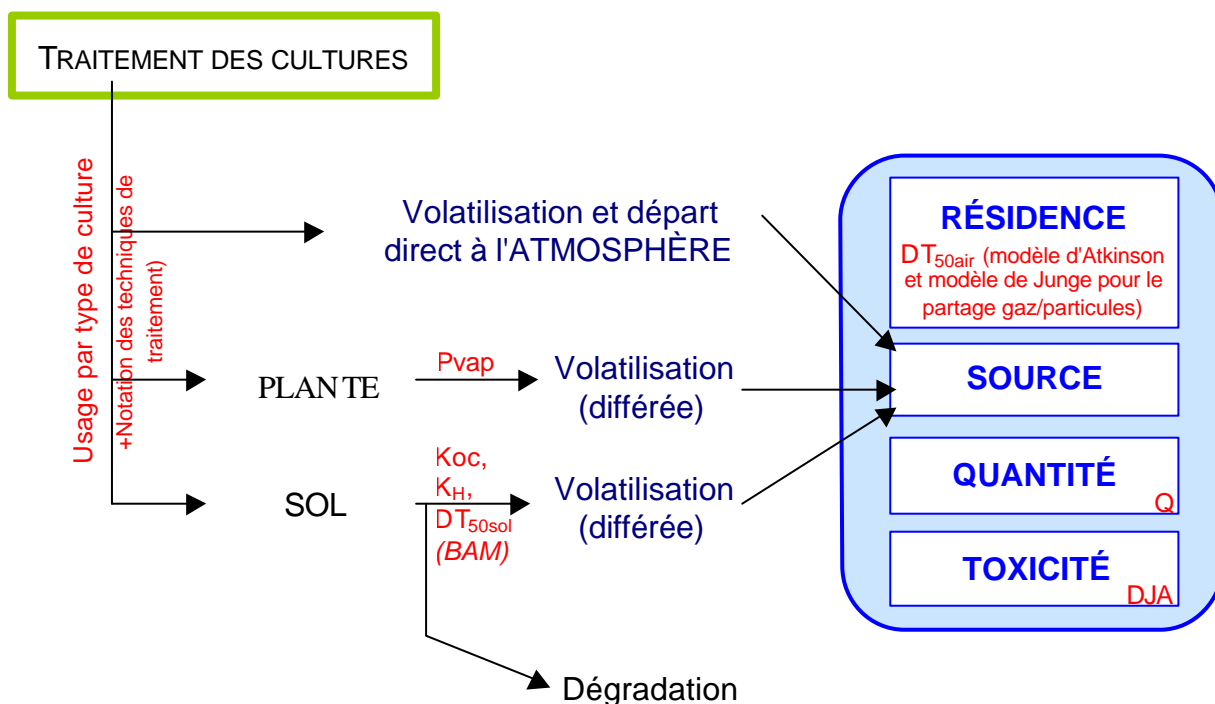 TRAITEMENT DES CULTURES
Usage par type de culture
+Notation des techniques de
traitement)
Volatilisation et départ
direct à l'ATMOSPHÈRE
PLANTE
Pvap
Volatilisation
(différée)
SOL
Koc,
KH,
DT50sol
(BAM)
Volatilisation
(différée)
Dégradation
RÉSIDENCE
DT50air (modèle d'Atkinson
et modèle de Junge pour le
partage gaz/particules)
SOURCE
QUANTITÉ
Q
TOXICITÉ
DJA